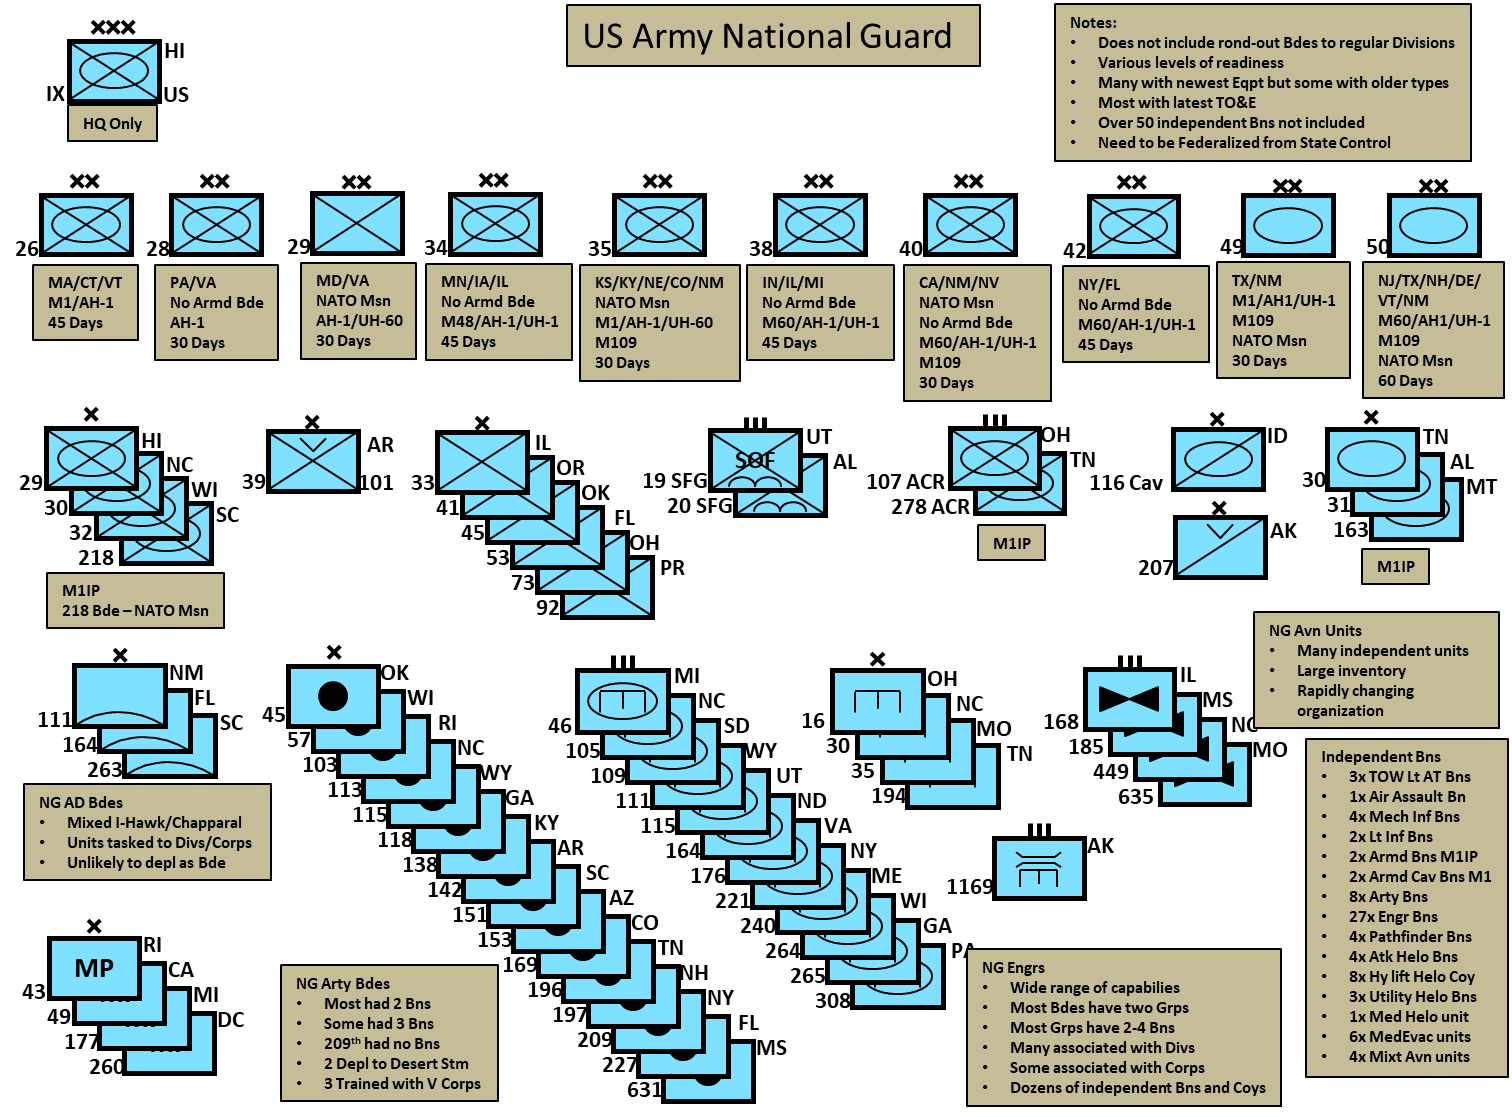 US Army National Guard
Notes:
• Does not include rond-out Bdes to regular Divisions
• Various levels of readiness
• Many with newest Eqpt but some with older types
• Most with latest TO&E
• Over 50 independent Bns not included
• Need to be Federalized from State Control
HI
IX US
HQ Only
26
MA/CT/VT
M1/AH-1
45 Days
28
PA/VA
No Armd Bde
AH-1
30 Days
29
MD/VA
NATO Msn
AH-1/UH-60
30 Days
34
MN/IA/IL
No Armd Bde
M48/AH-1/UH-1
45 Days
35
KS/KY/NE/CO/NM
NATO Msn
M1/AH-1/UH-60
M109
30 Days
38
IN/IL/MI
No Armd Bde
M60/AH-1/UH-1
45 Days
40
CA/NM/NV
NATO Msn
No Armd Bde
M60/AH-1/UH-1
M109
30 Days
42
NY/FL
No Armd Bde
M60/AH-1/UH-1
45 Days
49
TX/NM
M1/AH1/UH-1
M109
NATO Msn
30 Days
50
NJ/TX/NH/DE/
VT/NM
M60/AH1/UH-1
M109
NATO Msn
60 Days
HI
29
NC
30
WI
32
SC
218
M1IP
218 Bde – NATO Msn
AR
39 101
IL
33
OR
41
OK
45
FL
53
OH
73
PR
92
SOF
UT
19 SFG
AL
20 SFG
OH
107 ACR
TN
278 ACR
M1IP
ID
116 Cav
AK
207
TN
30
AL
31
MT
163
M1IP
NM
111
FL
164
SC
263
NG AD Bdes
• Mixed I-Hawk/Chapparal
• Units tasked to Divs/Corps
• Unlikely to depl as Bde
MP
RI
43
CA
49
MI
177
DC
260
OK
45
WI
57
RI
103
NC
113
WY
115
GA
118
KY
138
AR
142
SC
151
AZ
153
CO
169
TN
196
NH
197
NY
209
FL
227
MS
631
NG Arty Bdes
• Most had 2 Bns
• Some had 3 Bns
• 209th had no Bns
• 2 Depl to Desert Stm
• 3 Trained with V Corps
MI
46
NC
105
SD
109
WY
111
UT
115
ND
164
VA
176
NY
221
ME
240
WI
264
GA
265
PA
308
OH
16
NC
30
MO
35
TN
194
AK
1169
NG Engrs
• Wide range of capabilies
• Most Bdes have two Grps
• Most Grps have 2-4 Bns
• Many associated with Divs
• Some associated with Corps
• Dozens of independent Bns and Coys
IL
168
MS
185
NC
449
MO
635
NG Avn Units
• Many independent units
• Large inventory
• Rapidly changing
organization
Independent Bns
• 3x TOW Lt AT Bns
• 1x Air Assault Bn
• 4x Mech Inf Bns
• 2x Lt Inf Bns
• 2x Armd Bns M1IP
• 2x Armd Cav Bns M1
• 8x Arty Bns
• 27x Engr Bns
• 4x Pathfinder Bns
• 4x Atk Helo Bns
• 8x Hy lift Helo Coy
• 3x Utility Helo Bns
• 1x Med Helo unit
• 6x MedEvac units
• 4x Mixt Avn units